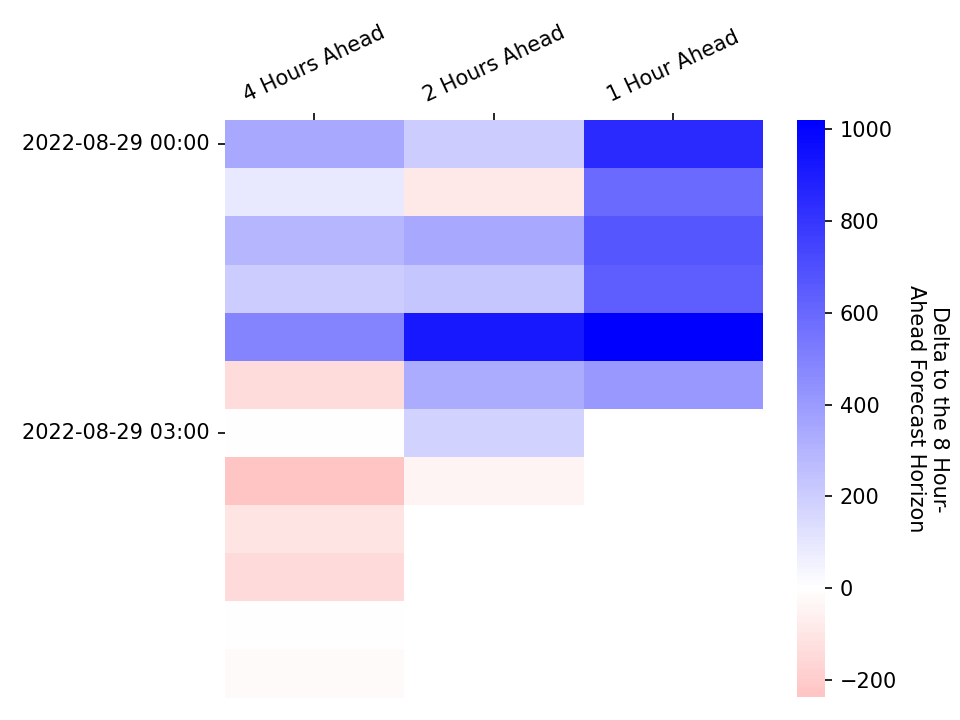 4 Hours Ahead
2 Hours Ahead
1 Hour Ahead
2022-08-29 00:00
2022-08-29 03:00
1000
800
600
400
200
0
−200
Delta to the 8 Hour-
Ahead Forecast Horizon